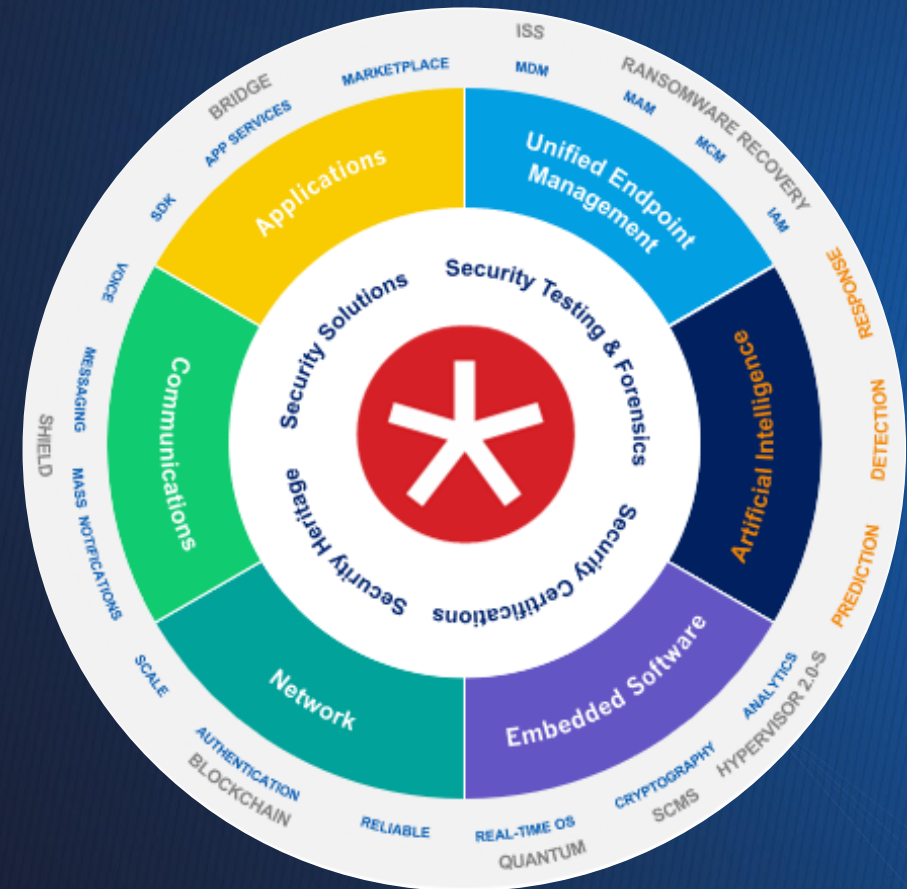 ISS
RANSOMWARE RECOVERY
BRIDGE
MARKETPLACE
MDM
APP SERVICES
MAM
MCM
SDK
IAM
Applications
Unified Endpoint
Management
VOICE
RESPONSE
Security Solutions
Security Testing & Forensics
MESSAGING
Communications
Artificial Intelligence
DETECTION
SHIELD
MASS NOTIFICATIONS
Security Heritage
Security Certifications
PREDICTION
SCALE
Network
Embedded Software
ANALYTICS
HYPERVISOR 2.0-S
AUTHENTICATION
BLOCKCHAIN
CRYPTOGRAPHY
SCMS
RELIABLE
REAL-TIME OS
QUANTUM